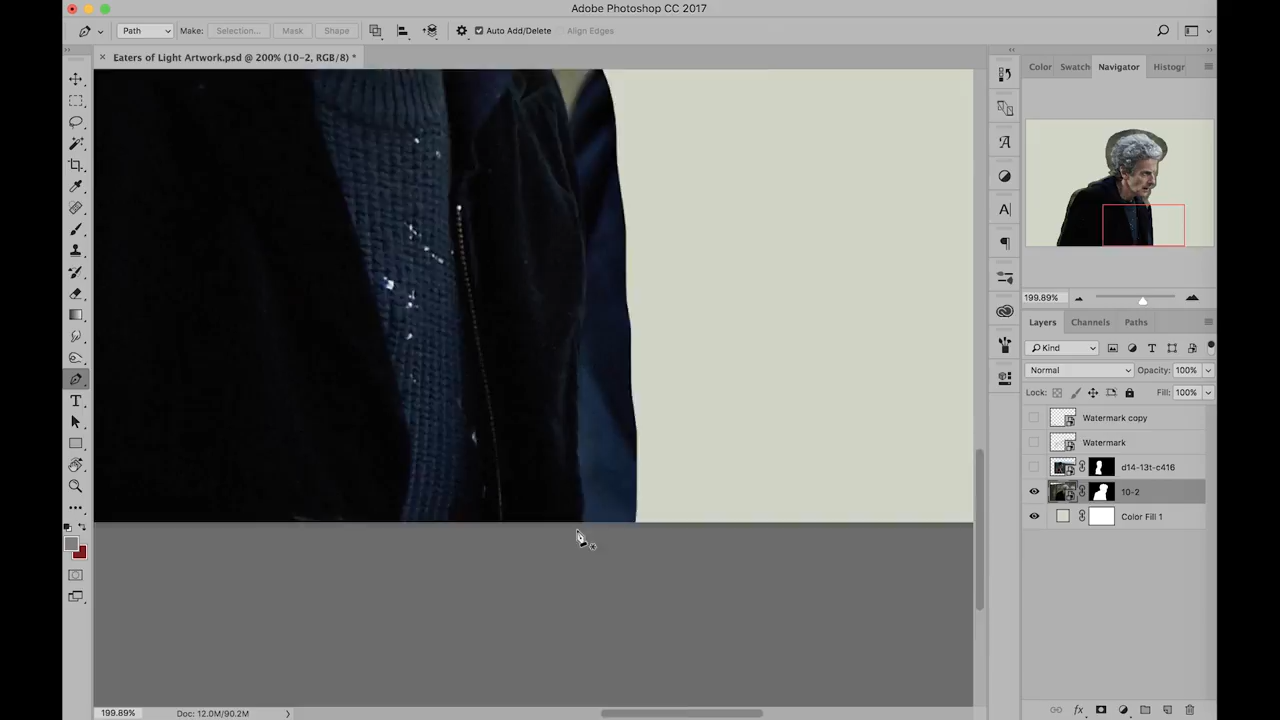 Adobe Photoshop CC 2017
Path
Make:
Selection...
Mask
Shape
Auto Add/Delete
Align Edges
Eaters of Light Artwork.psd @ 200% (10-2, RGB/8) *
Color
Swatch
Navigator
Histogr
199.89%
Layers
Channels
Paths
Kind
Normal
Opacity: 100%
Lock:
Fill: 100%
Watermark copy
Watermark
d14-13t-c416
10-2
Color Fill 1
199.89%
Doc: 12.0M/90.2M